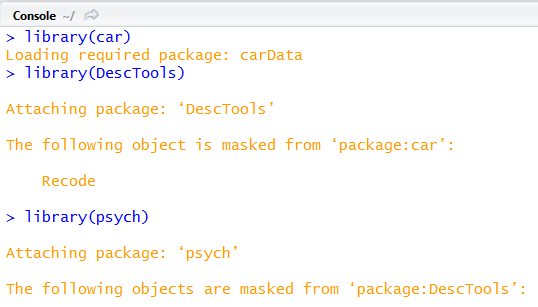 Console ~/
> library(car)
Loading required package: carData
> library(DescTools)
Attaching package: ‘DescTools’
The following object is masked from ‘package:car’:
Recode
> library(psych)
Attaching package: ‘psych’
The following objects are masked from ‘package:DescTools’: